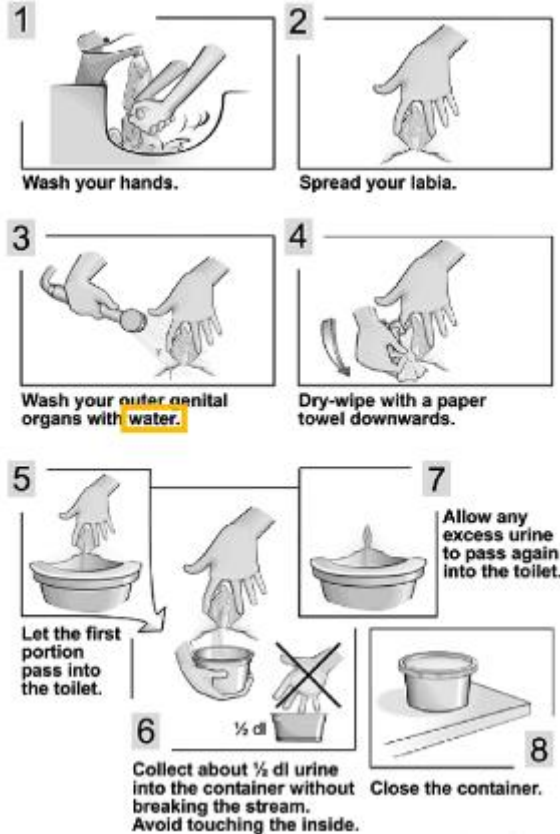 1
Wash your hands.
2
Spread your labia.
3
Wash your outer genital
organs with water.
4
Dry-wipe with a paper
towel downwards.
5
Let the first
portion
pass into
the toilet.
6
½ dl
Collect about ½ dl urine
into the container without
breaking the stream.
Avoid touching the inside.
7
Allow any
excess urine
to pass again
into the toilet.
8
Close the container.